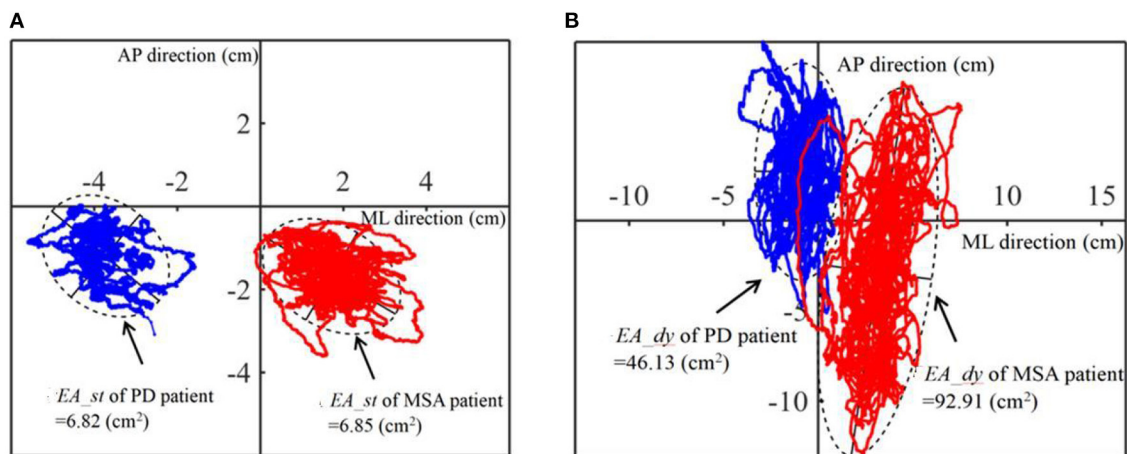 A
AP direction (cm)
2
-4 -2 2 4
ML direction (cm)
-2
-4
EA_st of PD patient
=6.82 (cm²)
EA_st of MSA patient
=6.85 (cm²)
B
AP direction (cm)
-10 -5 10 15
ML direction (cm)
-5
-10
EA_dy of PD patient
=46.13 (cm²)
EA_dy of MSA patient
=92.91 (cm²)